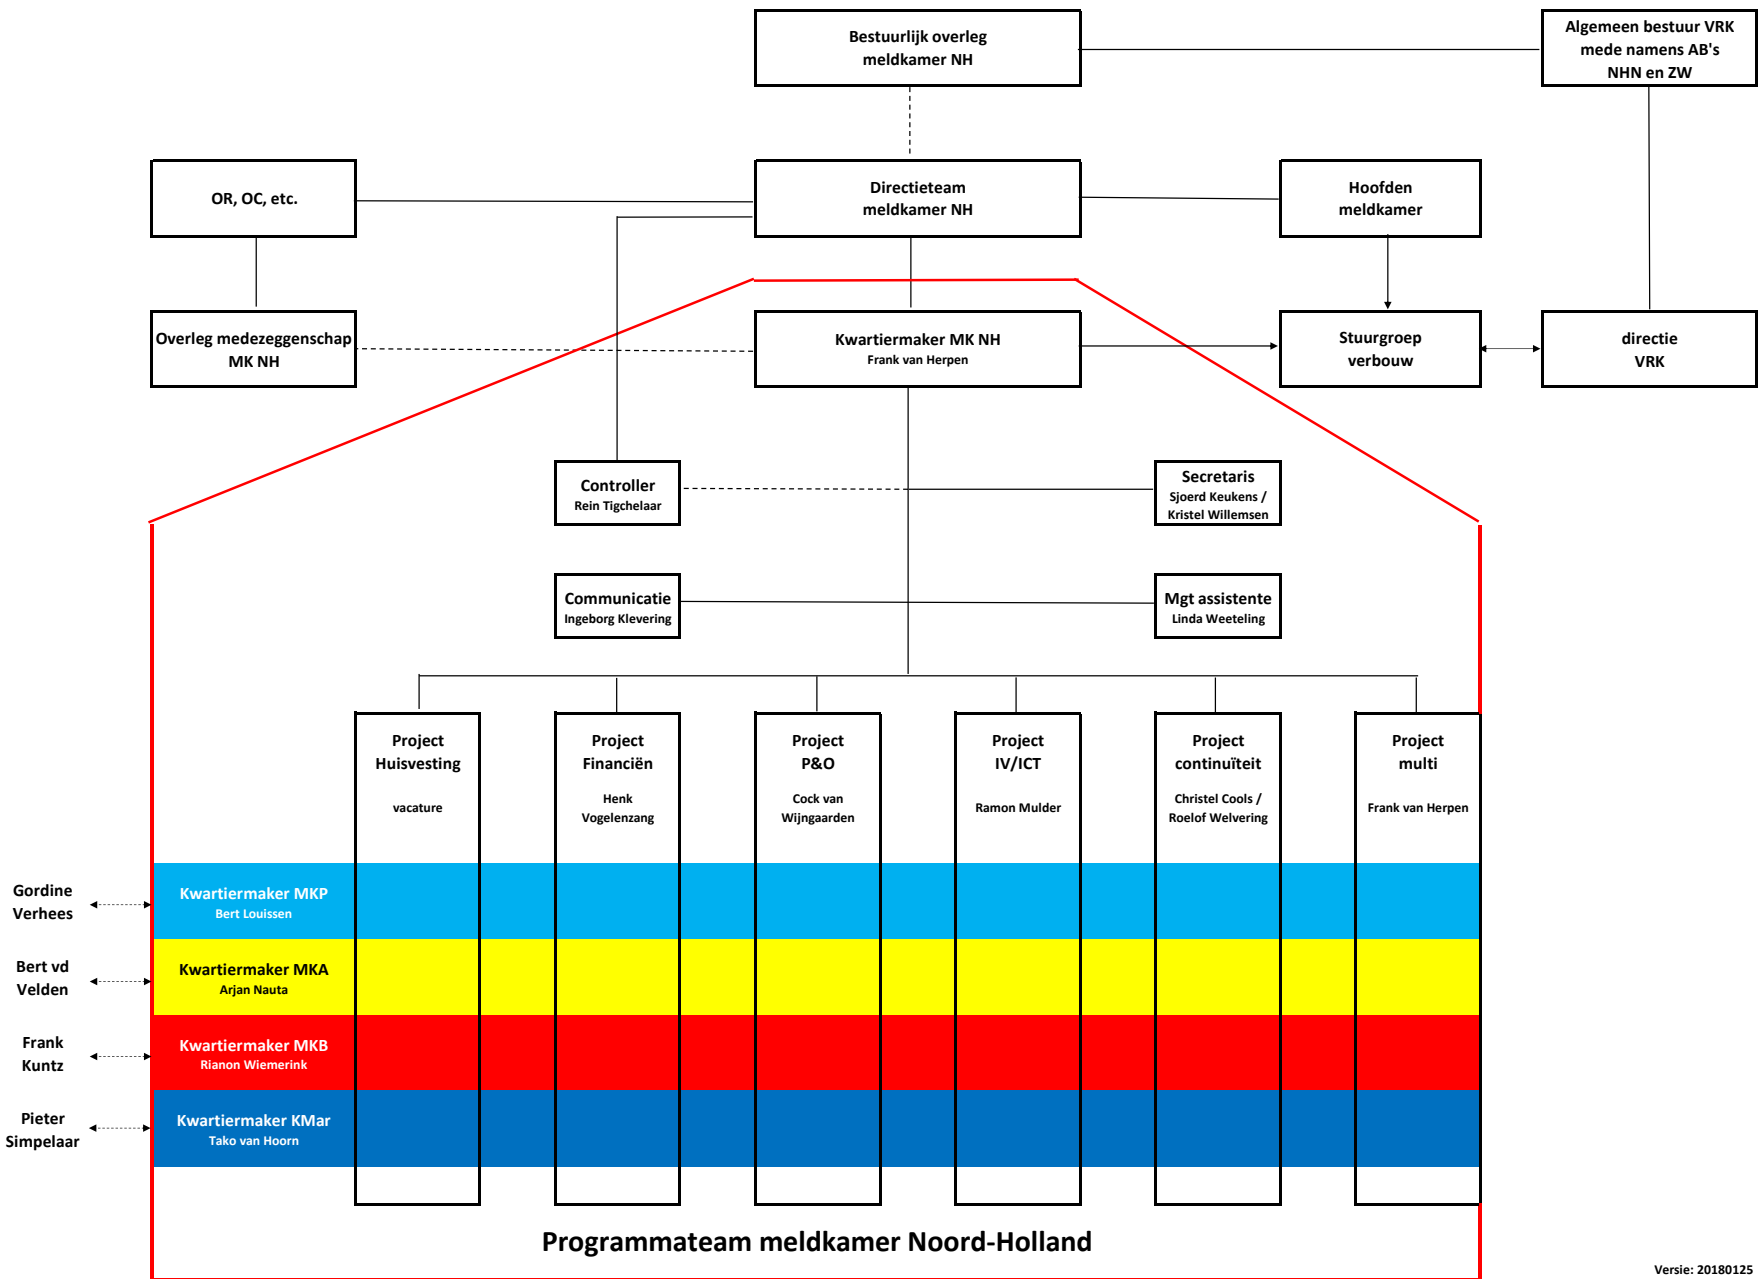 Bestuurlijk overleg
meldkamer NH
Algemeen bestuur VRK
mede namens AB's
NHN en ZW
OR, OC, etc.
Directieteam
meldkamer NH
Hoofden
meldkamer
Overleg medezeggenschap
MK NH
Kwartiermaker MK NH
Frank van Herpen
Stuurgroep
verbouw
directie
VRK
Controller
Rein Tigchelaar
Secretaris
Sjoerd Keukens /
Kristel Willemsen
Communicatie
Ingeborg Klevering
Mgt assistente
Linda Weeteling
Project
Huisvesting
vacature
Project
Financiën
Henk
Vogelenzang
Project
P&O
Cock van
Wijngaarden
Project
IV/ICT
Ramon Mulder
Project
continuïteit
Christel Cools /
Roelof Welvering
Project
multi
Frank van Herpen
Gordine
Verhees
Kwartiermaker MKP
Bert Louissen
Bert vd
Velden
Kwartiermaker MKA
Arjan Nauta
Frank
Kuntz
Kwartiermaker MKB
Rianon Wiemerink
Pieter
Simpelaar
Kwartiermaker KMar
Tako van Hoorn
Programmateam meldkamer Noord-Holland
Versie: 20180125